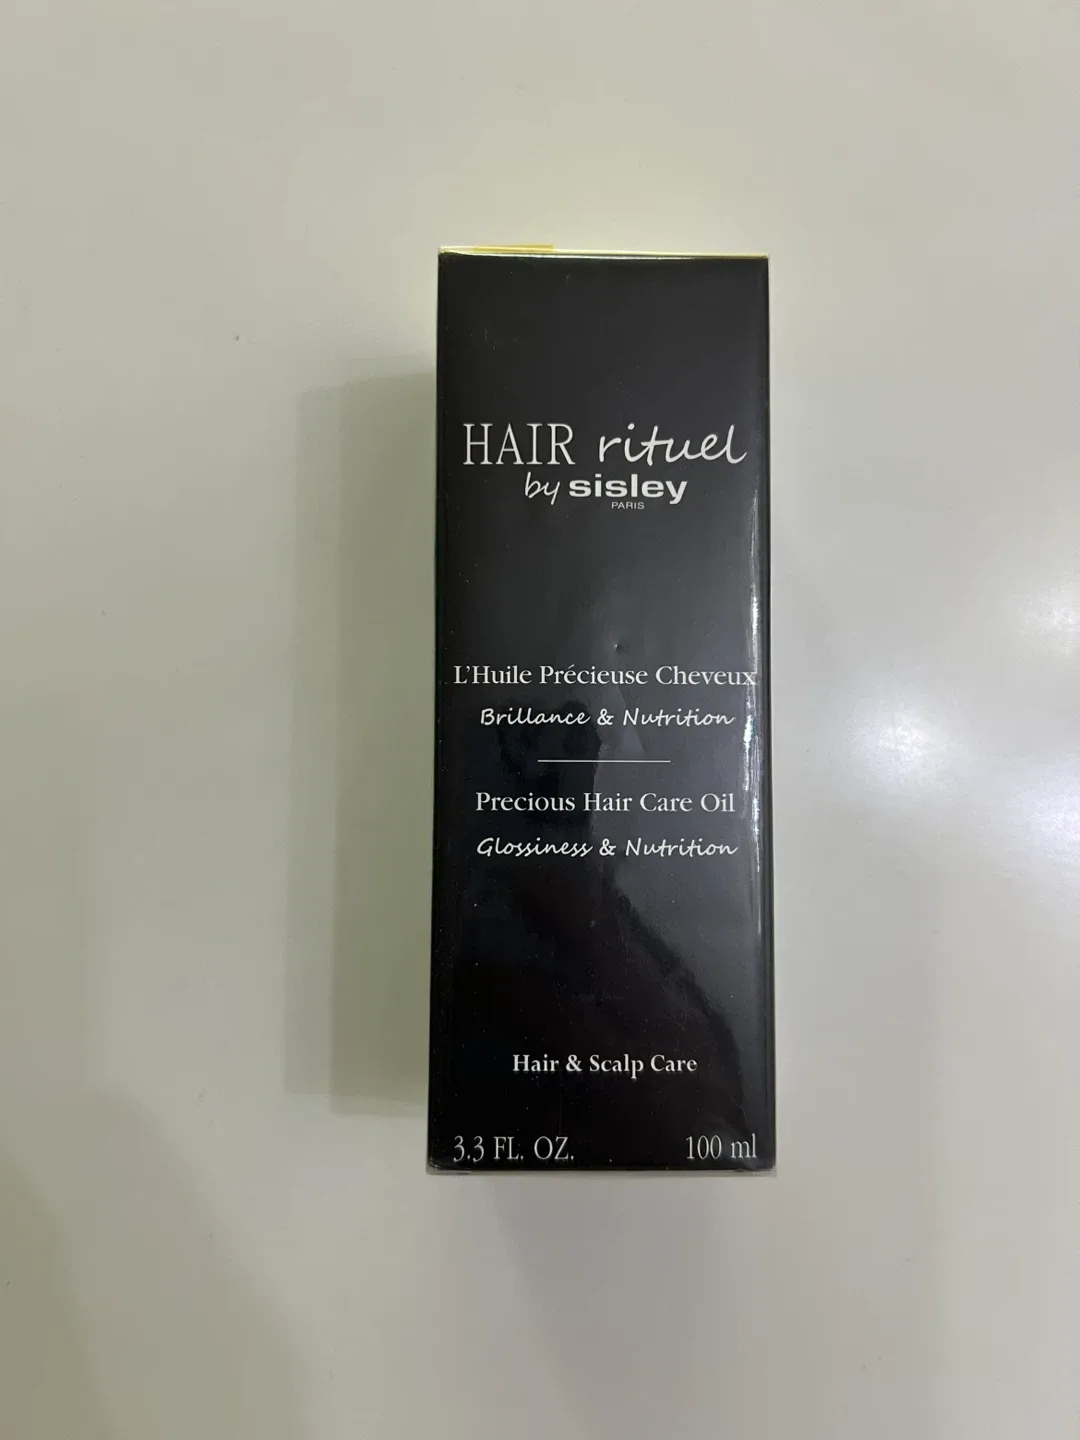 HAIR rituel
by sisley
PARIS
L'Huile Précieuse Cheveux
Brillance & Nutrition
Precious Hair Care Oil
Glossiness & Nutrition
Hair & Scalp Care
3.3 FL. OZ. 100 ml